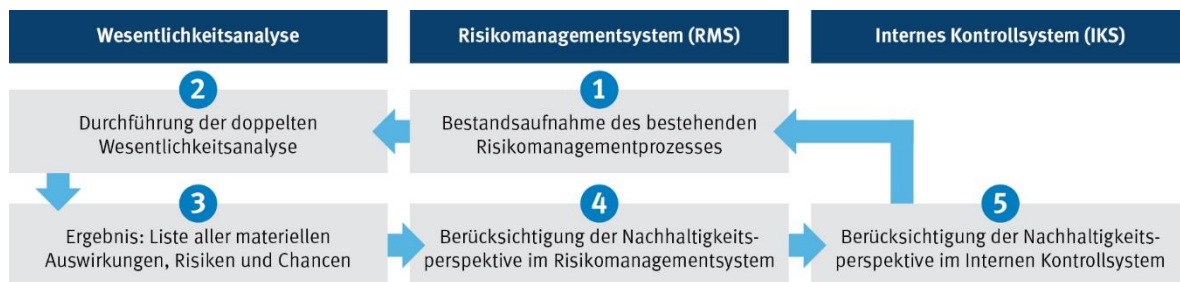 Wesentlichkeitsanalyse
Risikomanagementsystem (RMS)
Internes Kontrollsystem (IKS)
2
Durchführung der doppelten
Wesentlichkeitsanalyse
1
Bestandsaufnahme des bestehenden
Risikomanagementprozesses
3
Ergebnis: Liste aller materiellen
Auswirkungen, Risiken und Chancen
4
Berücksichtigung der Nachhaltigkeits-
perspektive im Risikomanagementsystem
5
Berücksichtigung der Nachhaltigkeits-
perspektive im Internen Kontrollsystem